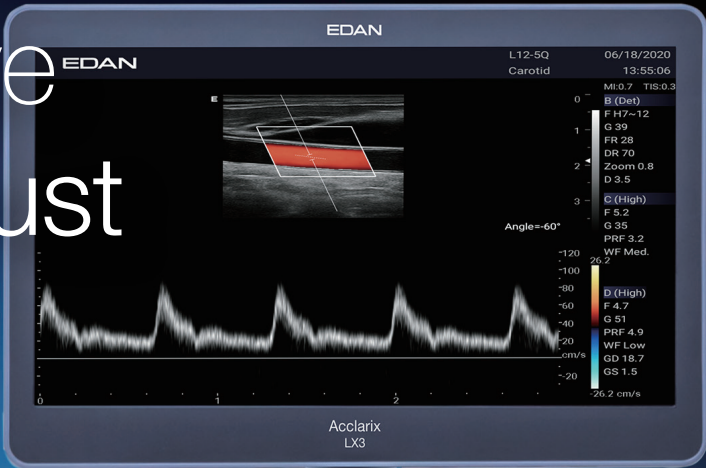 EDAN
ve
EDAN
L12-5Q
06/18/2020
Carotid
13:55:06
MI:0.7 TIS:0.3
E
0
B (Det)
F H7~12
G 39
1
FR 28
DR 70
2
Zoom 0.8
D 3.5
ust
3
C (High)
F 5.2
Angle=-60°
G 35
PRF 3.2
WF Med.
120
26.2
100
80
D (High)
60
F 4.7
G 51
40
PRF 4.9
20
WF Low
cm/s
GD 18.7
GS 1.5
-20
-26.2 cm/s
0
1
2
Acclarix
LX3